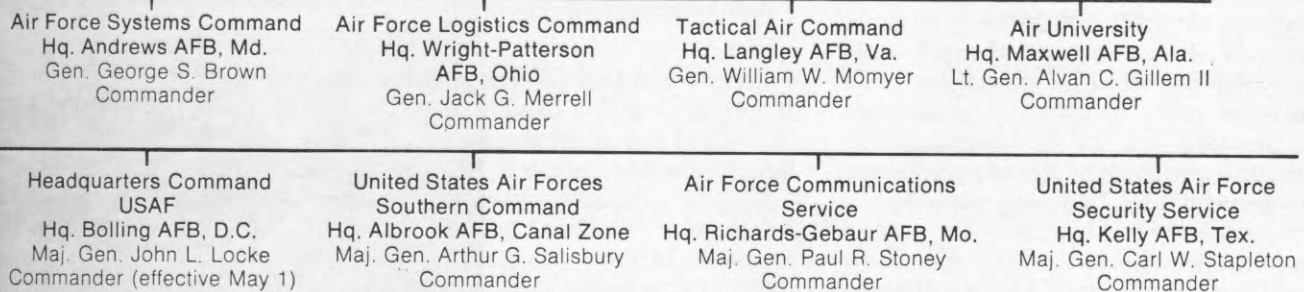 Air Force Systems Command
Hq. Andrews AFB, Md.
Gen. George S. Brown
Commander
Air Force Logistics Command
Hq. Wright-Patterson
AFB, Ohio
Gen. Jack G. Merrell
Commander
Tactical Air Command
Hq. Langley AFB, Va.
Gen. William W. Momyer
Commander
Air University
Hq. Maxwell AFB, Ala.
Lt. Gen. Alvan C. Gillem II
Commander
Headquarters Command
USAF
Hq. Bolling AFB, D.C.
Maj. Gen. John L. Locke
Commander (effective May 1)
United States Air Forces
Southern Command
Hq. Albrook AFB, Canal Zone
Maj. Gen. Arthur G. Salisbury
Commander
Air Force Communications
Service
Hq. Richards-Gebaur AFB, Mo.
Maj. Gen. Paul R. Stoney
Commander
United States Air Force
Security Service
Hq. Kelly AFB, Tex.
Maj. Gen. Carl W. Stapleton
Commander